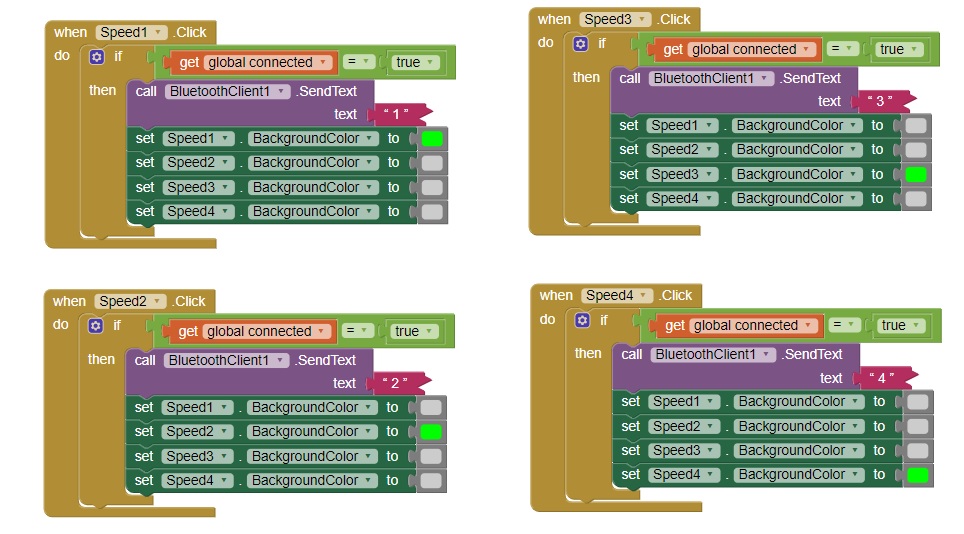 when Speed1 .Click
do if get global connected = true
then call BluetoothClient1 .SendText
text “ 1 ”
set Speed1 . BackgroundColor to
set Speed2 . BackgroundColor to
set Speed3 . BackgroundColor to
set Speed4 . BackgroundColor to
when Speed3 .Click
do if get global connected = true
then call BluetoothClient1 .SendText
text “ 3 ”
set Speed1 . BackgroundColor to
set Speed2 . BackgroundColor to
set Speed3 . BackgroundColor to
set Speed4 . BackgroundColor to
when Speed2 .Click
do if get global connected = true
then call BluetoothClient1 .SendText
text “ 2 ”
set Speed1 . BackgroundColor to
set Speed2 . BackgroundColor to
set Speed3 . BackgroundColor to
set Speed4 . BackgroundColor to
when Speed4 .Click
do if get global connected = true
then call BluetoothClient1 .SendText
text “ 4 ”
set Speed1 . BackgroundColor to
set Speed2 . BackgroundColor to
set Speed3 . BackgroundColor to
set Speed4 . BackgroundColor to